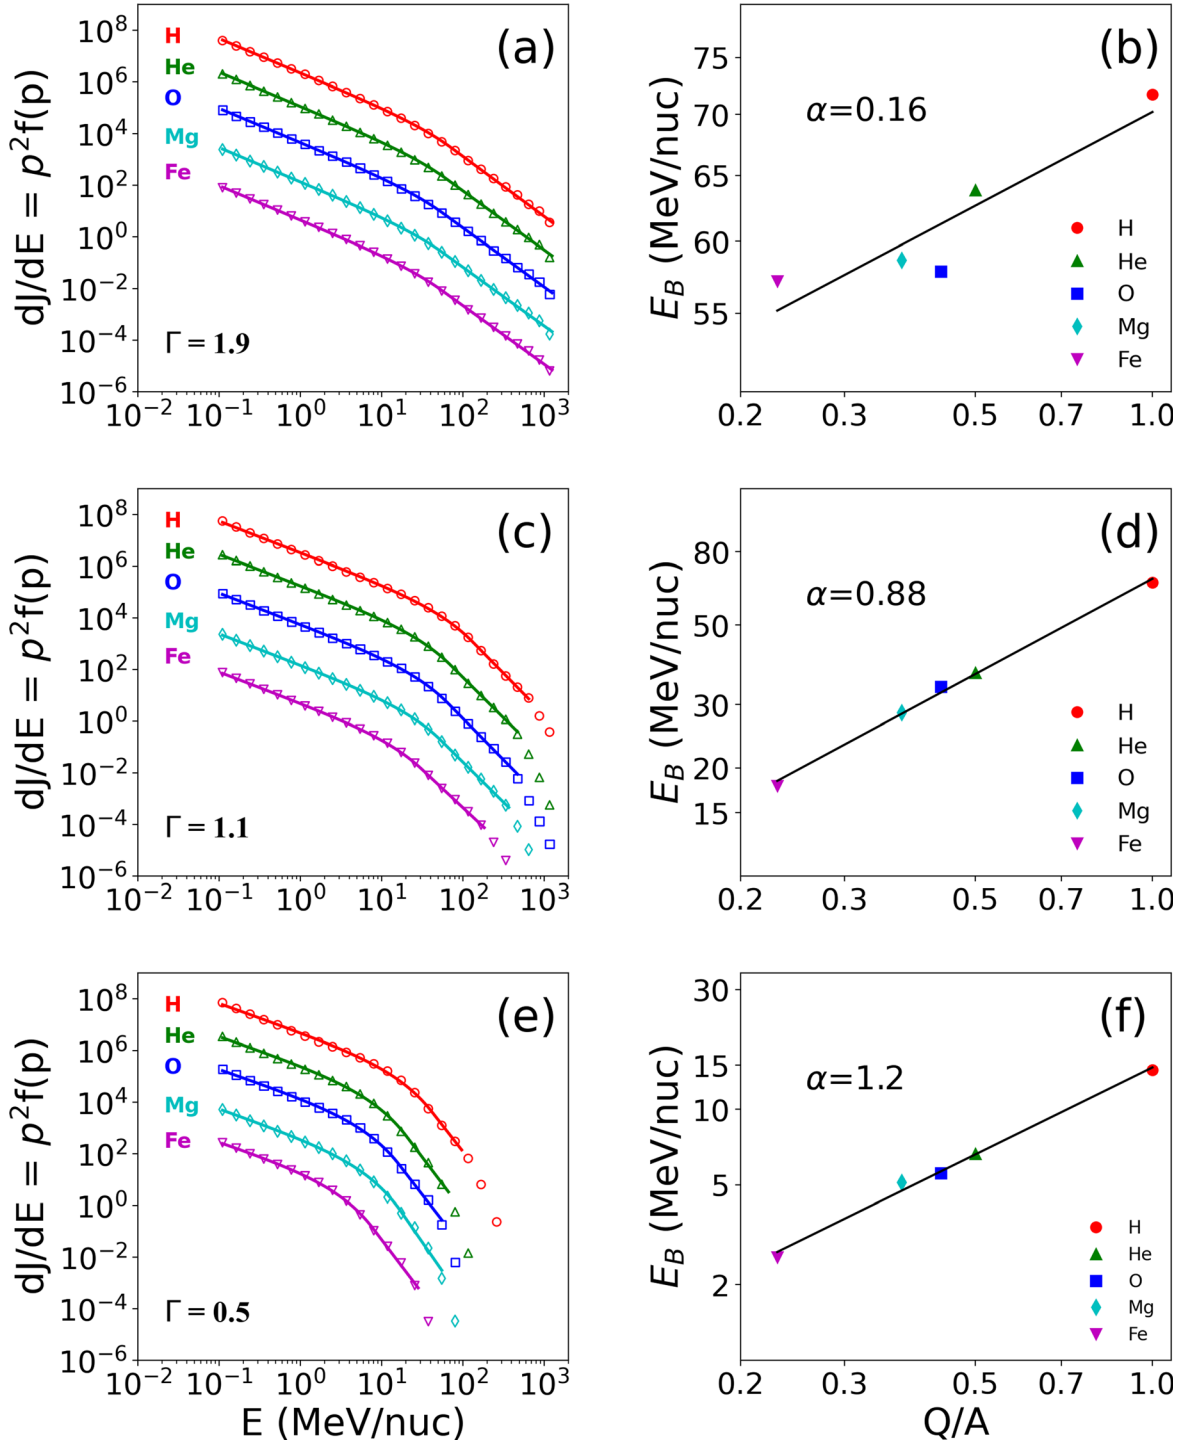 (a)
H
He
O
Mg
Fe
Γ = 1.9
dJ/dE = p²f(p)
10⁸
10⁶
10⁴
10²
10⁰
10⁻²
10⁻⁴
10⁻⁶
10⁻² 10⁻¹ 10⁰ 10¹ 10² 10³
(b)
α=0.16
E_B (MeV/nuc)
75
70
65
60
55
H
He
O
Mg
Fe
0.2 0.3 0.5 0.7 1.0
(c)
H
He
O
Mg
Fe
Γ = 1.1
dJ/dE = p²f(p)
10⁸
10⁶
10⁴
10²
10⁰
10⁻²
10⁻⁴
10⁻⁶
10⁻² 10⁻¹ 10⁰ 10¹ 10² 10³
(d)
α=0.88
E_B (MeV/nuc)
80
50
30
20
15
H
He
O
Mg
Fe
0.2 0.3 0.5 0.7 1.0
(e)
H
He
O
Mg
Fe
Γ = 0.5
dJ/dE = p²f(p)
10⁸
10⁶
10⁴
10²
10⁰
10⁻²
10⁻⁴
10⁻⁶
10⁻² 10⁻¹ 10⁰ 10¹ 10² 10³
E (MeV/nuc)
(f)
α=1.2
E_B (MeV/nuc)
30
15
10
5
2
H
He
O
Mg
Fe
0.2 0.3 0.5 0.7 1.0
Q/A